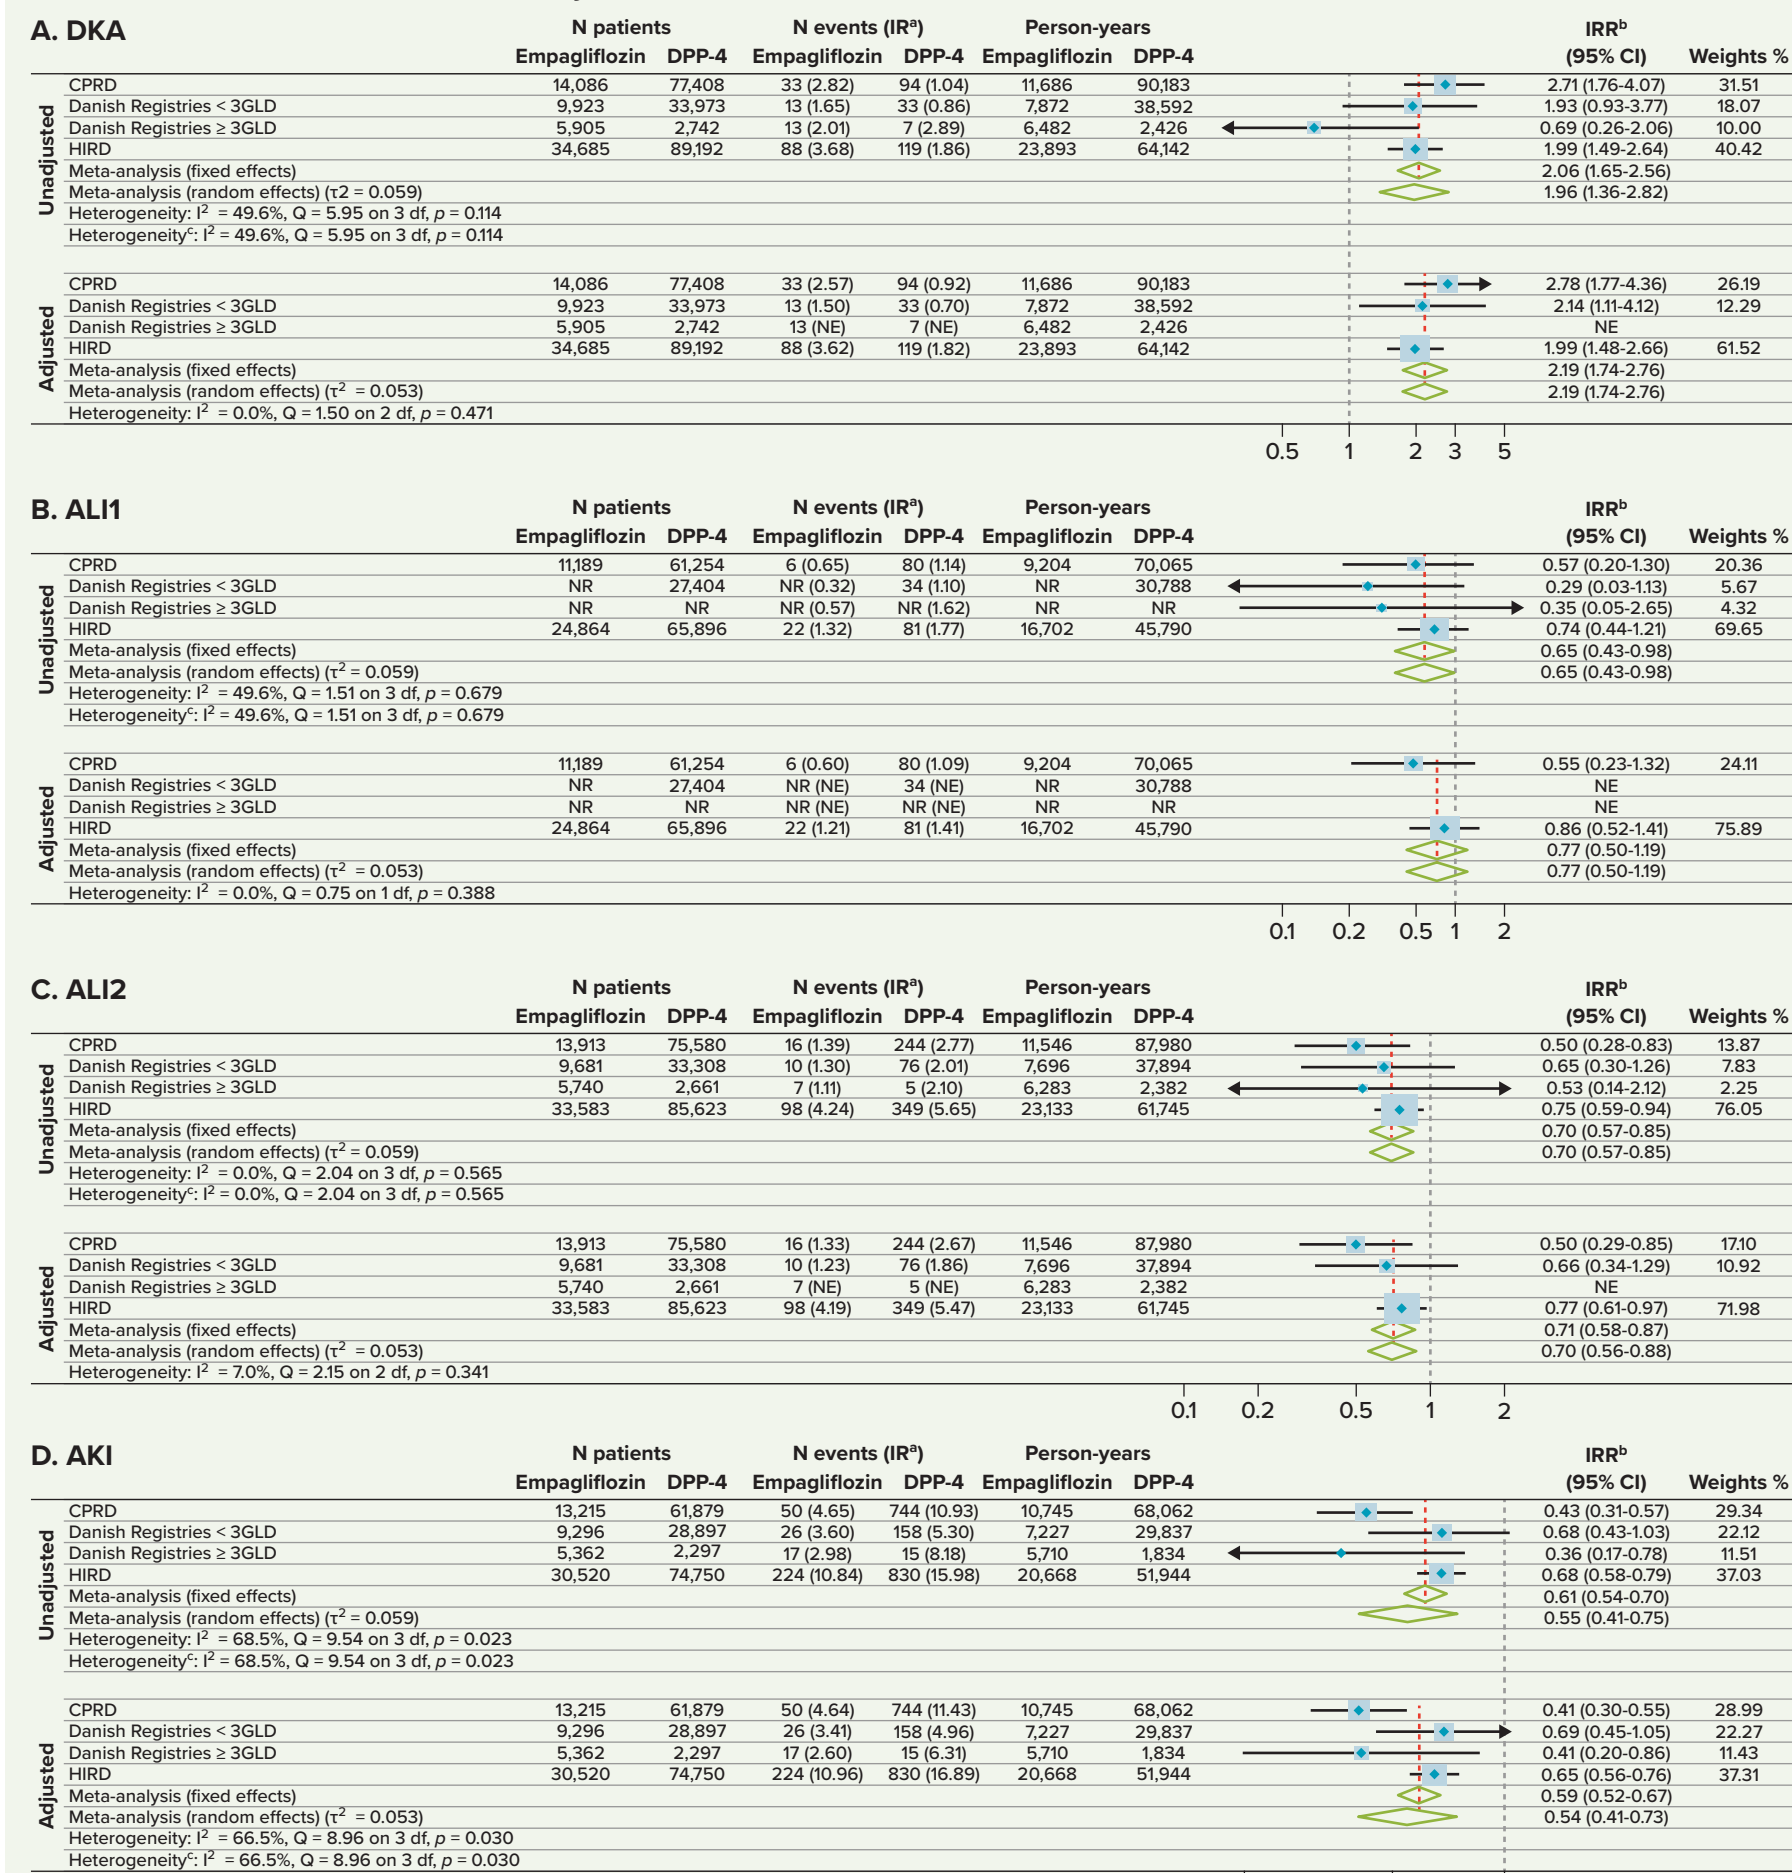 A. DKA
N patients N events (IRᵃ) Person-years IRRᵇ
Empagliflozin DPP-4 Empagliflozin DPP-4 Empagliflozin DPP-4 (95% CI) Weights %
Unadjusted
CPRD 14,086 77,408 33 (2.82) 94 (1.04) 11,686 90,183 2.71 (1.76-4.07) 31.51
Danish Registries < 3GLD 9,923 33,973 13 (1.65) 33 (0.86) 7,872 38,592 1.93 (0.93-3.77) 18.07
Danish Registries ≥ 3GLD 5,905 2,742 13 (2.01) 7 (2.89) 6,482 2,426 0.69 (0.26-2.06) 10.00
HIRD 34,685 89,192 88 (3.68) 119 (1.86) 23,893 64,142 1.99 (1.49-2.64) 40.42
Meta-analysis (fixed effects) 2.06 (1.65-2.56)
Meta-analysis (random effects) (τ2 = 0.059) 1.96 (1.36-2.82)
Heterogeneity: I² = 49.6%, Q = 5.95 on 3 df, p = 0.114
Heterogeneityᶜ: I² = 49.6%, Q = 5.95 on 3 df, p = 0.114
Adjusted
CPRD 14,086 77,408 33 (2.57) 94 (0.92) 11,686 90,183 2.78 (1.77-4.36) 26.19
Danish Registries < 3GLD 9,923 33,973 13 (1.50) 33 (0.70) 7,872 38,592 2.14 (1.11-4.12) 12.29
Danish Registries ≥ 3GLD 5,905 2,742 13 (NE) 7 (NE) 6,482 2,426 NE
HIRD 34,685 89,192 88 (3.62) 119 (1.82) 23,893 64,142 1.99 (1.48-2.66) 61.52
Meta-analysis (fixed effects) 2.19 (1.74-2.76)
Meta-analysis (random effects) (τ² = 0.053) 2.19 (1.74-2.76)
Heterogeneity: I² = 0.0%, Q = 1.50 on 2 df, p = 0.471
0.5 1 2 3 5
B. ALI1
N patients N events (IRᵃ) Person-years IRRᵇ
Empagliflozin DPP-4 Empagliflozin DPP-4 Empagliflozin DPP-4 (95% CI) Weights %
Unadjusted
CPRD 11,189 61,254 6 (0.65) 80 (1.14) 9,204 70,065 0.57 (0.20-1.30) 20.36
Danish Registries < 3GLD NR 27,404 NR (0.32) 34 (1.10) NR 30,788 0.29 (0.03-1.13) 5.67
Danish Registries ≥ 3GLD NR NR NR (0.57) NR (1.62) NR NR 0.35 (0.05-2.65) 4.32
HIRD 24,864 65,896 22 (1.32) 81 (1.77) 16,702 45,790 0.74 (0.44-1.21) 69.65
Meta-analysis (fixed effects) 0.65 (0.43-0.98)
Meta-analysis (random effects) (τ² = 0.059) 0.65 (0.43-0.98)
Heterogeneity: I² = 49.6%, Q = 1.51 on 3 df, p = 0.679
Heterogeneityᶜ: I² = 49.6%, Q = 1.51 on 3 df, p = 0.679
Adjusted
CPRD 11,189 61,254 6 (0.60) 80 (1.09) 9,204 70,065 0.55 (0.23-1.32) 24.11
Danish Registries < 3GLD NR 27,404 NR (NE) 34 (NE) NR 30,788 NE
Danish Registries ≥ 3GLD NR NR NR (NE) NR (NE) NR NR NE
HIRD 24,864 65,896 22 (1.21) 81 (1.41) 16,702 45,790 0.86 (0.52-1.41) 75.89
Meta-analysis (fixed effects) 0.77 (0.50-1.19)
Meta-analysis (random effects) (τ² = 0.053) 0.77 (0.50-1.19)
Heterogeneity: I² = 0.0%, Q = 0.75 on 1 df, p = 0.388
0.1 0.2 0.5 1 2
C. ALI2
N patients N events (IRᵃ) Person-years IRRᵇ
Empagliflozin DPP-4 Empagliflozin DPP-4 Empagliflozin DPP-4 (95% CI) Weights %
Unadjusted
CPRD 13,913 75,580 16 (1.39) 244 (2.77) 11,546 87,980 0.50 (0.28-0.83) 13.87
Danish Registries < 3GLD 9,681 33,308 10 (1.30) 76 (2.01) 7,696 37,894 0.65 (0.30-1.26) 7.83
Danish Registries ≥ 3GLD 5,740 2,661 7 (1.11) 5 (2.10) 6,283 2,382 0.53 (0.14-2.12) 2.25
HIRD 33,583 85,623 98 (4.24) 349 (5.65) 23,133 61,745 0.75 (0.59-0.94) 76.05
Meta-analysis (fixed effects) 0.70 (0.57-0.85)
Meta-analysis (random effects) (τ² = 0.059) 0.70 (0.57-0.85)
Heterogeneity: I² = 0.0%, Q = 2.04 on 3 df, p = 0.565
Heterogeneityᶜ: I² = 0.0%, Q = 2.04 on 3 df, p = 0.565
Adjusted
CPRD 13,913 75,580 16 (1.33) 244 (2.67) 11,546 87,980 0.50 (0.29-0.85) 17.10
Danish Registries < 3GLD 9,681 33,308 10 (1.23) 76 (1.86) 7,696 37,894 0.66 (0.34-1.29) 10.92
Danish Registries ≥ 3GLD 5,740 2,661 7 (NE) 5 (NE) 6,283 2,382 NE
HIRD 33,583 85,623 98 (4.19) 349 (5.47) 23,133 61,745 0.77 (0.61-0.97) 71.98
Meta-analysis (fixed effects) 0.71 (0.58-0.87)
Meta-analysis (random effects) (τ² = 0.053) 0.70 (0.56-0.88)
Heterogeneity: I² = 7.0%, Q = 2.15 on 2 df, p = 0.341
0.1 0.2 0.5 1 2
D. AKI
N patients N events (IRᵃ) Person-years IRRᵇ
Empagliflozin DPP-4 Empagliflozin DPP-4 Empagliflozin DPP-4 (95% CI) Weights %
Unadjusted
CPRD 13,215 61,879 50 (4.65) 744 (10.93) 10,745 68,062 0.43 (0.31-0.57) 29.34
Danish Registries < 3GLD 9,296 28,897 26 (3.60) 158 (5.30) 7,227 29,837 0.68 (0.43-1.03) 22.12
Danish Registries ≥ 3GLD 5,362 2,297 17 (2.98) 15 (8.18) 5,710 1,834 0.36 (0.17-0.78) 11.51
HIRD 30,520 74,750 224 (10.84) 830 (15.98) 20,668 51,944 0.68 (0.58-0.79) 37.03
Meta-analysis (fixed effects) 0.61 (0.54-0.70)
Meta-analysis (random effects) (τ² = 0.059) 0.55 (0.41-0.75)
Heterogeneity: I² = 68.5%, Q = 9.54 on 3 df, p = 0.023
Heterogeneityᶜ: I² = 68.5%, Q = 9.54 on 3 df, p = 0.023
Adjusted
CPRD 13,215 61,879 50 (4.64) 744 (11.43) 10,745 68,062 0.41 (0.30-0.55) 28.99
Danish Registries < 3GLD 9,296 28,897 26 (3.41) 158 (4.96) 7,227 29,837 0.69 (0.45-1.05) 22.27
Danish Registries ≥ 3GLD 5,362 2,297 17 (2.60) 15 (6.31) 5,710 1,834 0.41 (0.20-0.86) 11.43
HIRD 30,520 74,750 224 (10.96) 830 (16.89) 20,668 51,944 0.65 (0.56-0.76) 37.31
Meta-analysis (fixed effects) 0.59 (0.52-0.67)
Meta-analysis (random effects) (τ² = 0.053) 0.54 (0.41-0.73)
Heterogeneity: I² = 66.5%, Q = 8.96 on 3 df, p = 0.030
Heterogeneityᶜ: I² = 66.5%, Q = 8.96 on 3 df, p = 0.030